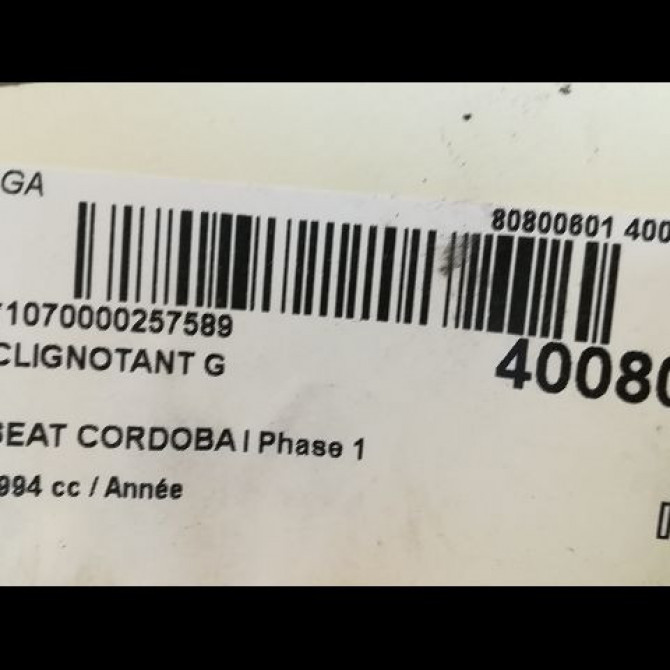 GA
80800601 400
71070000257589
CLIGNOTANT G
40080
SEAT CORDOBA I Phase 1
994 cc / Année